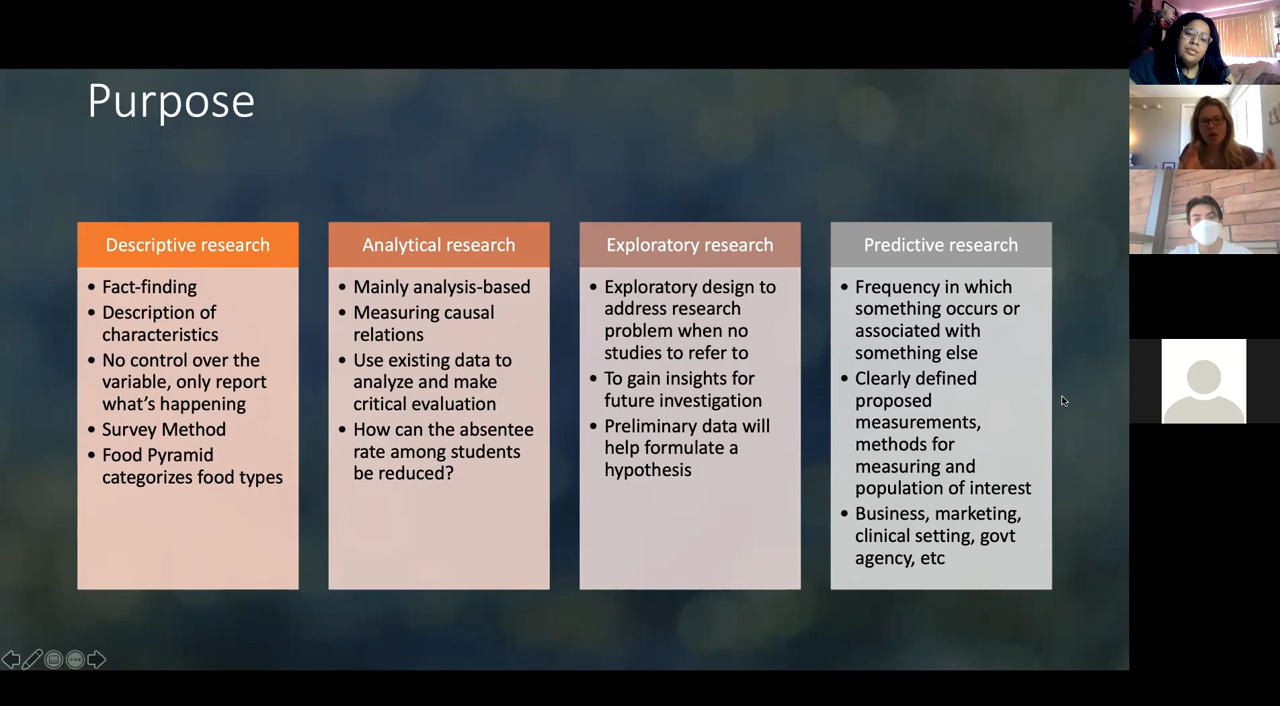 Purpose
Descriptive research
• Fact-finding
• Description of
characteristics
• No control over the
variable, only report
what's happening
• Survey Method
• Food Pyramid
categorizes food types
Analytical research
• Mainly analysis-based
• Measuring causal
relations
• Use existing data to
analyze and make
critical evaluation
• How can the absentee
rate among students
be reduced?
Exploratory research
• Exploratory design to
address research
problem when no
studies to refer to
• To gain insights for
future investigation
• Preliminary data will
help formulate a
hypothesis
Predictive research
• Frequency in which
something occurs or
associated with
something else
• Clearly defined
proposed
measurements,
methods for
measuring and
population of interest
• Business, marketing,
clinical setting, govt
agency, etc